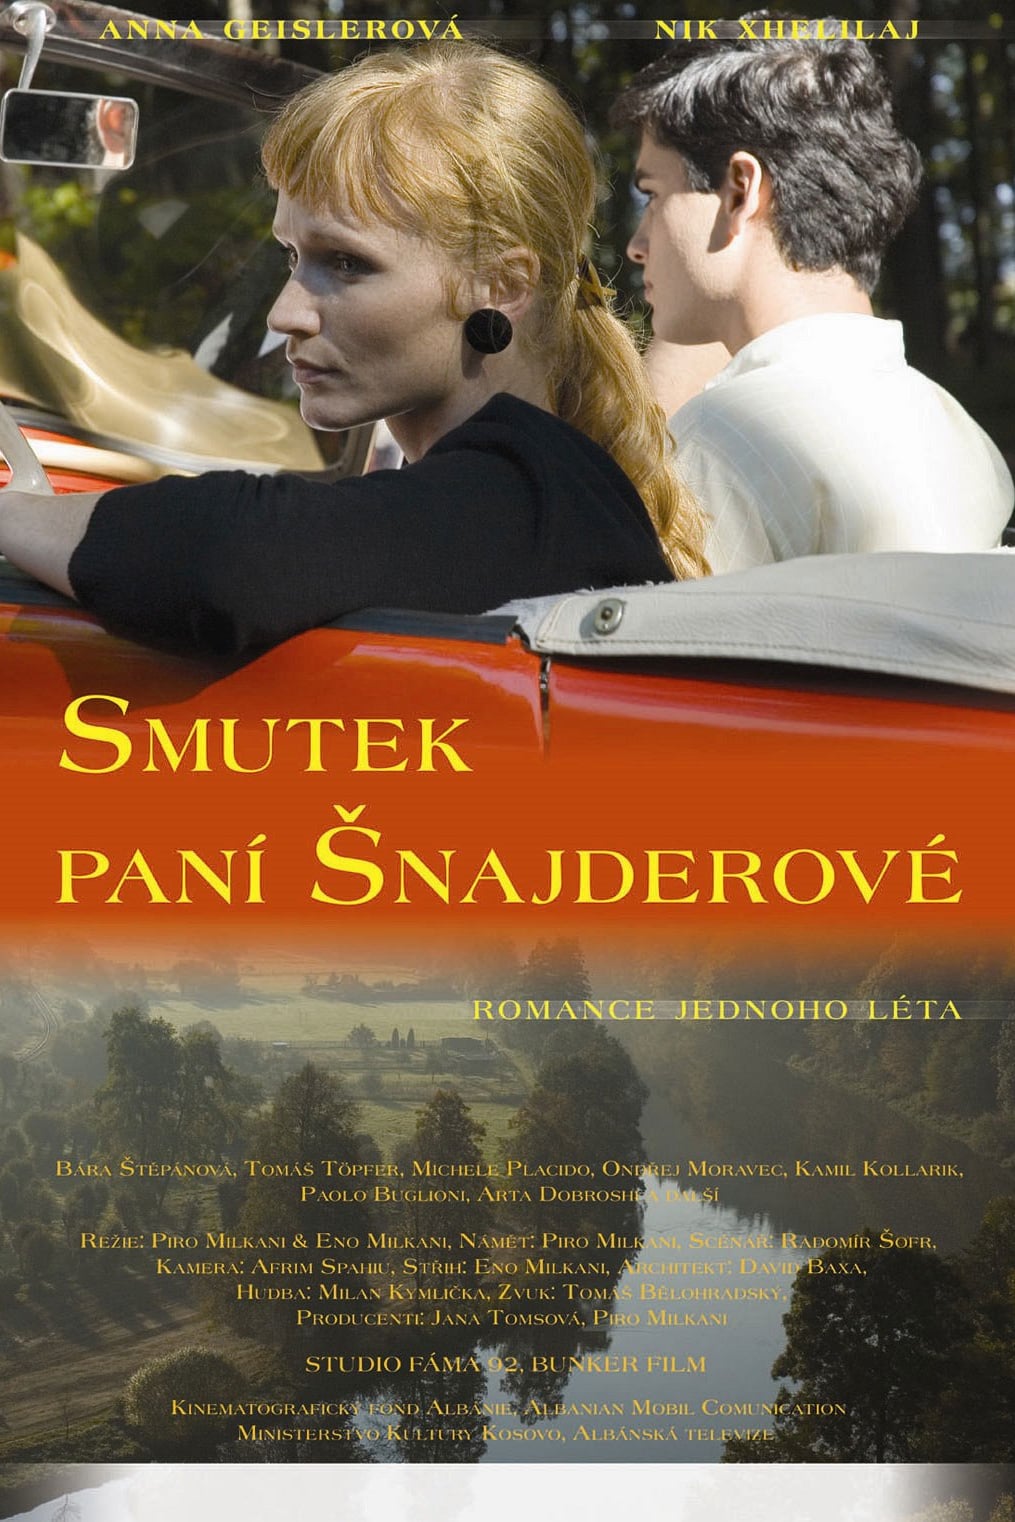 ANNA GEISLEROVÁ NIK XHELILAJ
SMUTEK
PANÍ ŠNAJDEROVÉ
ROMANCE JEDNOHO LÉTA
BÁRA ŠTĚPÁNOVÁ, TOMÁŠ TÖPFER, MICHELE PLACIDO, ONDŘEJ MORAVEC, KAMIL KOLLARIK,
PAOLO BUGLIONI, ARTA DOBROSHI A DALŠÍ
REŽIE: PIRO MILKANI & ENO MILKANI, NÁMĚT: PIRO MILKANI, SCÉNÁŘ: RADOMÍR ŠOFR,
KAMERA: AFRIM SPAHIU, STŘIH: ENO MILKANI, ARCHITEKT: DAVID BAXA,
HUDBA: MILAN KYMLIČKA, ZVUK: TOMÁŠ BĚLOHRADSKÝ,
PRODUCENTI: JANA TOMSOVÁ, PIRO MILKANI
STUDIO FÁMA 92, BUNKER FILM
KINEMATOGRAFICKÝ FOND ALBÁNIE, ALBANIAN MOBIL COMUNICATION
MINISTERSTVO KULTURY KOSOVO, ALBÁNSKÁ TELEVIZE